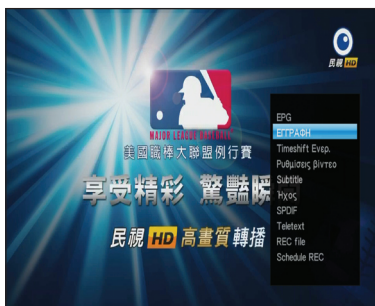 民視 HD
MAJOR LEAGUE BASEBALL
美國職棒大聯盟例行賽
享受精彩 驚豔瞬
民視 HD 高畫質轉播
EPG
ΕΓΓΡΑΦΗ
Timeshift Ενερ.
Ρυθμίσεις βίντεο
Subtitle
Ήχος
SPDIF
Teletext
REC file
Schedule REC